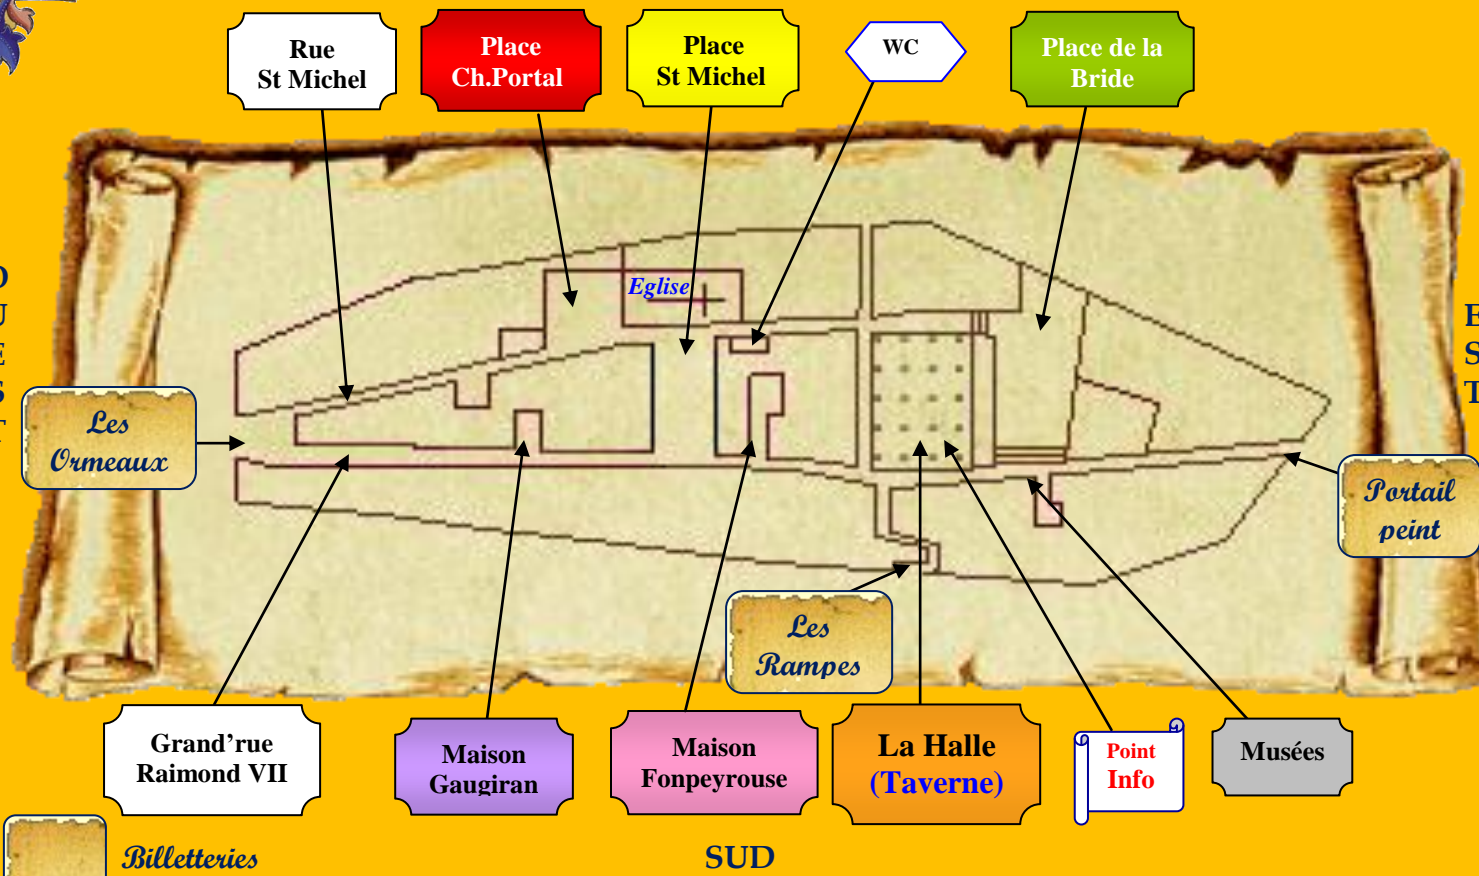 Rue
St Michel
Place
Ch.Portal
Place
St Michel
WC
Place de la
Bride
Eglise
Les
Ormeaux
E
S
T
Portail
peint
Les
Rampes
Grand’rue
Raimond VII
Maison
Gaugiran
Maison
Fonpeyrouse
La Halle
(Taverne)
Point
Info
Musées
Billetteries
SUD